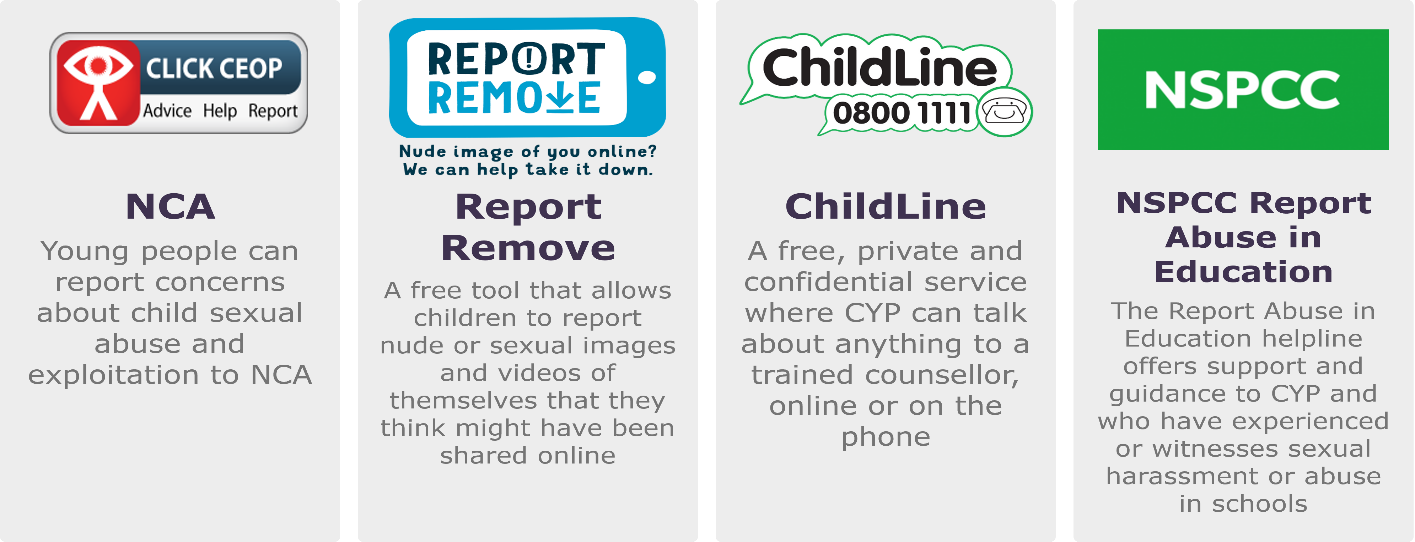 CLICK CEOP
Advice Help Report
NCA
Young people can
report concerns
about child sexual
abuse and
exploitation to NCA
REPORT
REMOVE
Nude image of you online?
We can help take it down.
Report
Remove
A free tool that allows
children to report
nude or sexual images
and videos of
themselves that they
think might have been
shared online
ChildLine
0800 1111
ChildLine
A free, private and
confidential service
where CYP can talk
about anything to a
trained counsellor,
online or on the
phone
NSPCC
NSPCC Report
Abuse in
Education
The Report Abuse in
Education helpline
offers support and
guidance to CYP and
who have experienced
or witnesses sexual
harassment or abuse
in schools